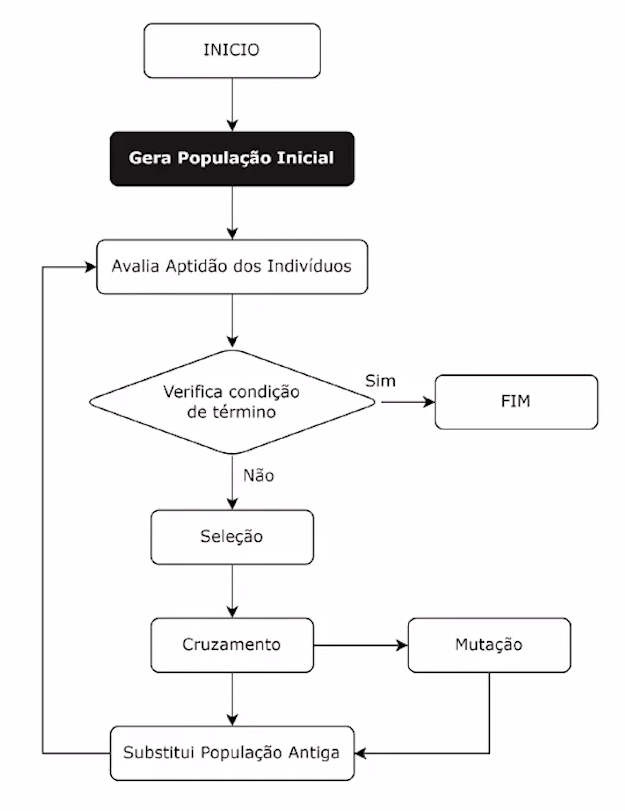 INICIO
Gera População Inicial
Avalia Aptidão dos Indivíduos
Verifica condição
de término
Sim
FIM
Não
Seleção
Cruzamento
Mutação
Substitui População Antiga